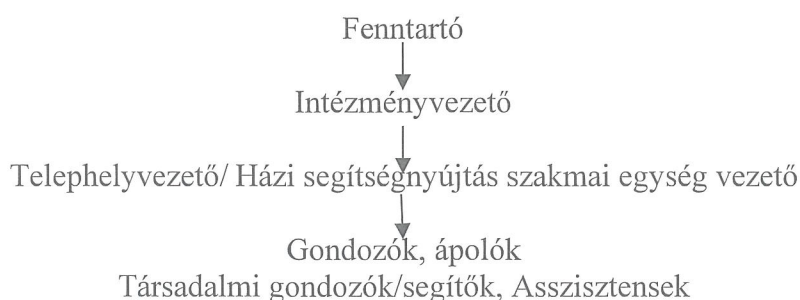 Fenntartó
Intézményvezető
Telephelyvezető/ Házi segítségnyújtás szakmai egység vezető
Gondozók, ápolók
Társadalmi gondozók/segítők, Asszisztensek